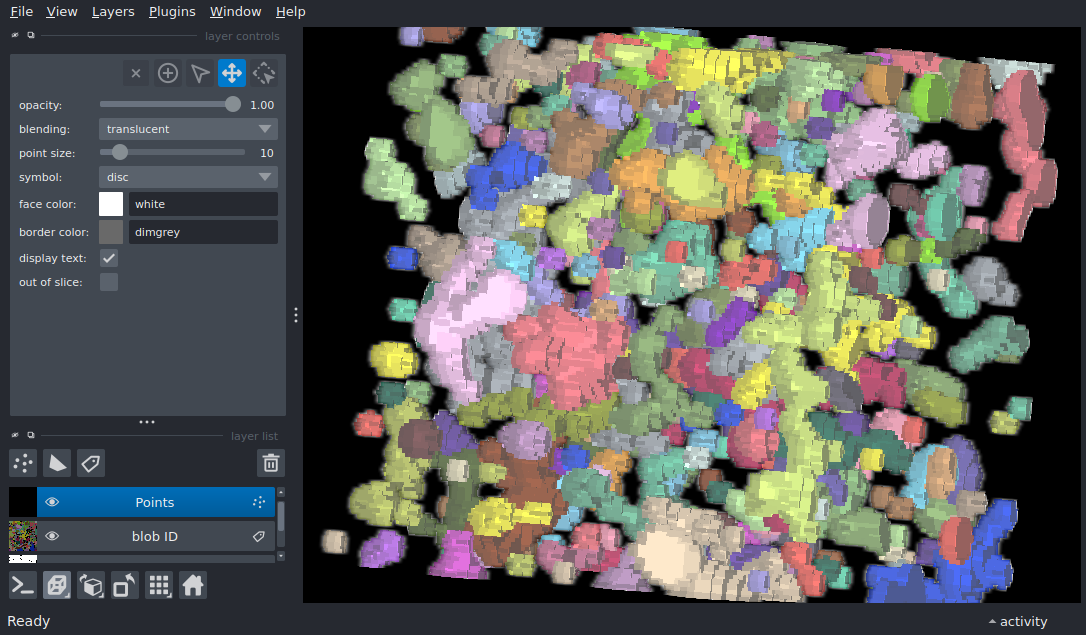 File View Layers Plugins Window Help
layer controls
opacity: 1.00
blending: translucent
point size: 10
symbol: disc
face color: white
border color: dimgrey
display text:
out of slice:
layer list
Points
blob ID
Ready
activity